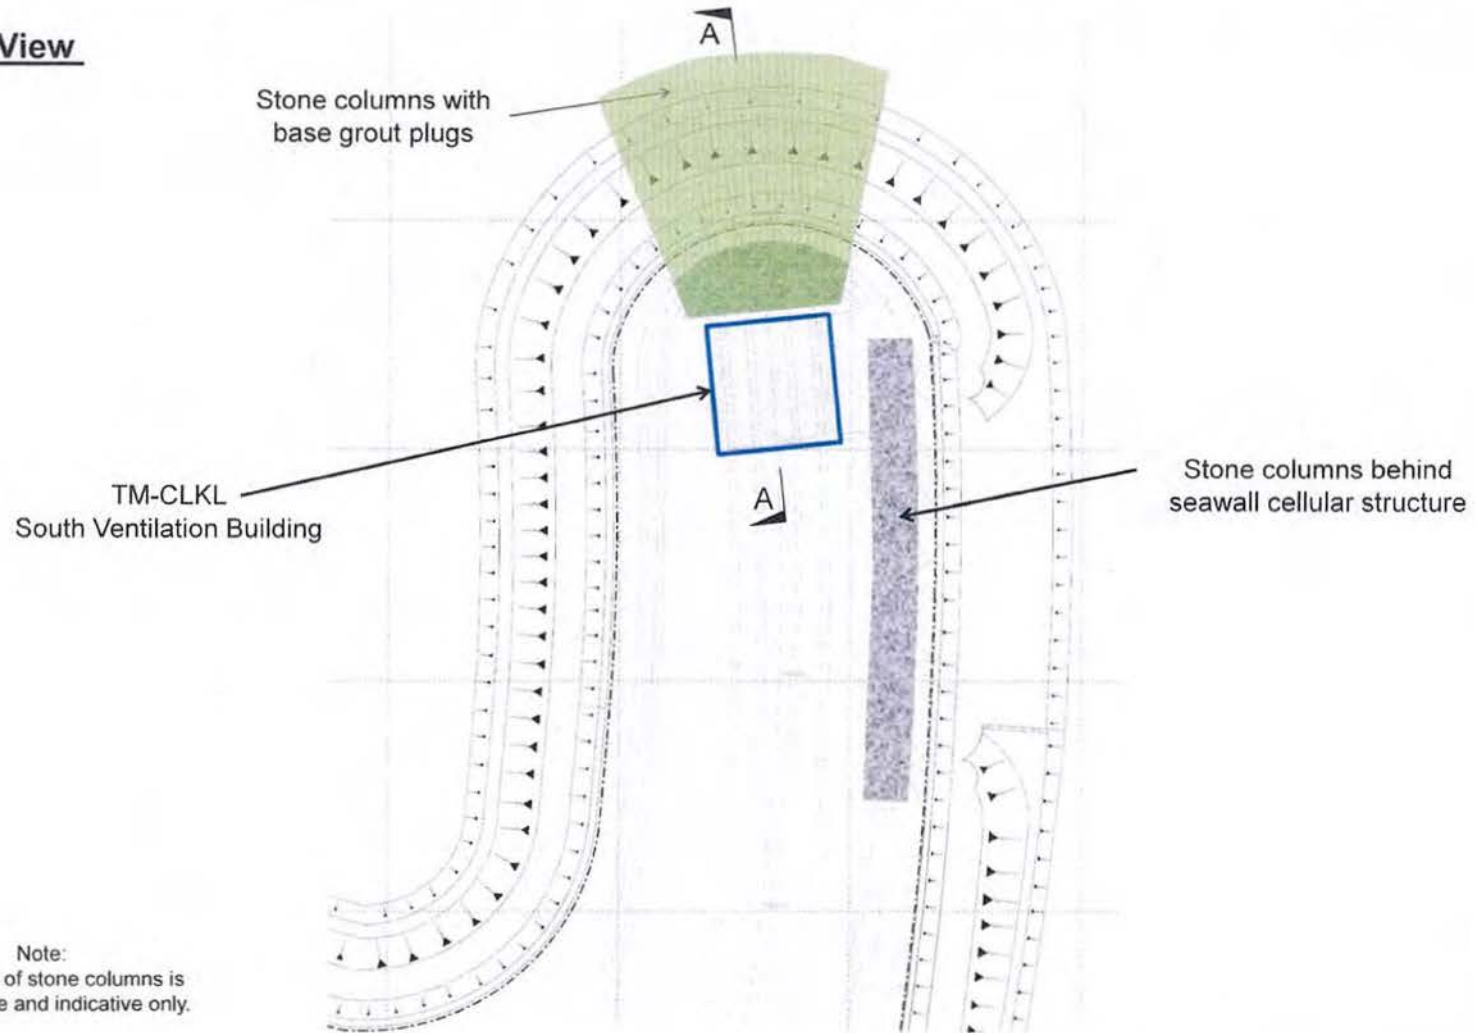 View
A
Stone columns with
base grout plugs
TM-CLKL
South Ventilation Building
A
Stone columns behind
seawall cellular structure
Note:
of stone columns is
and indicative only.